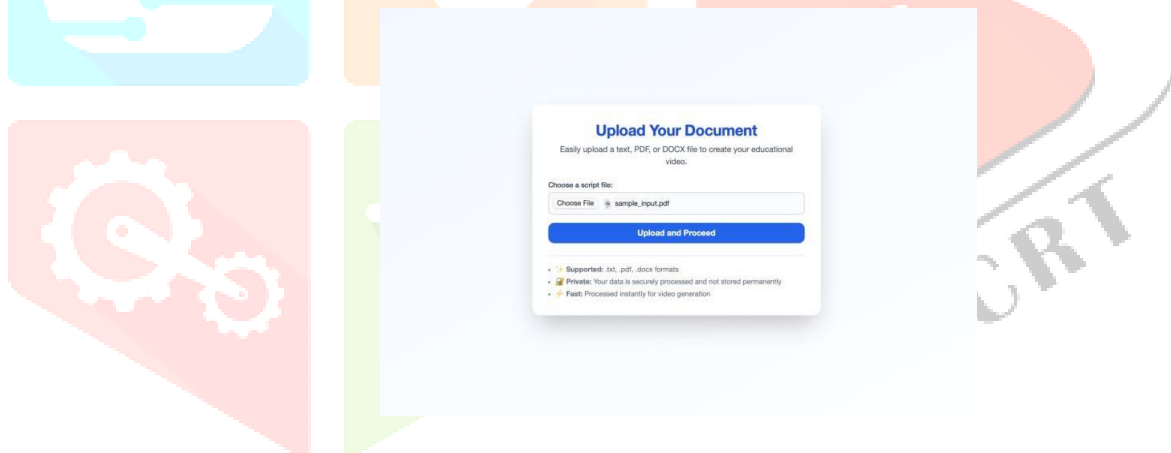 Upload Your Document
Easily upload a text, PDF, or DOCX file to create your educational
video.
Choose a script file:
Choose File sample_input.pdf
Upload and Proceed
• ✨ Supported: .txt, .pdf, .docx formats
• 🔐 Private: Your data is securely processed and not stored permanently
• ⚡ Fast: Processed instantly for video generation
CRT